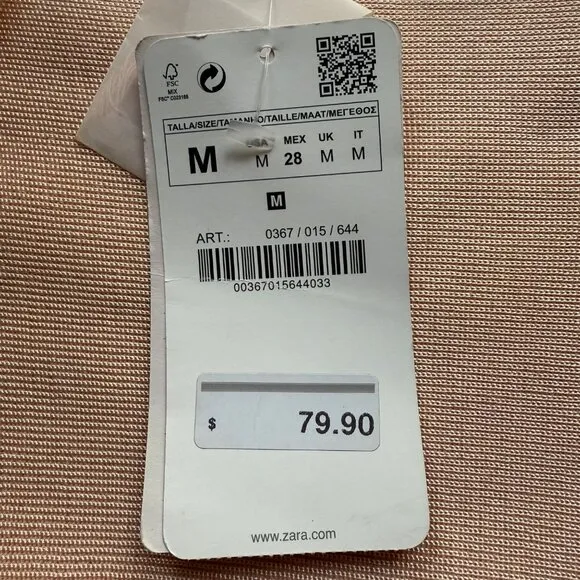 FSC
MIX
TALLA/SIZE/TAMANHO/TAILLE/MAAT/ΜΕΓΕΘΟΣ
MEX UK IT
M M 28 M M
M
ART.: 0367 / 015 / 644
00367015644033
$ 79.90
www.zara.com